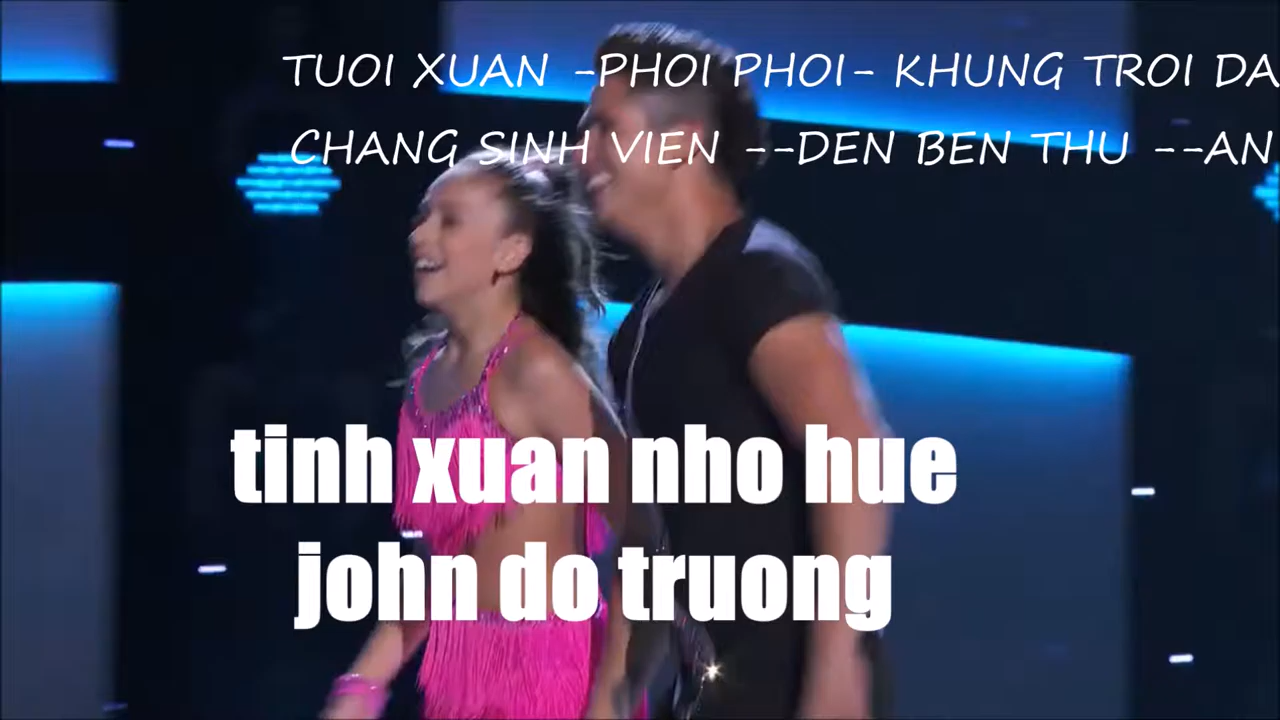 TUOI XUAN -PHOI PHOI- KHUNG TROI DA
CHANG SINH VIEN --DEN BEN THU --AN
tinh xuan nho hue
john do truong